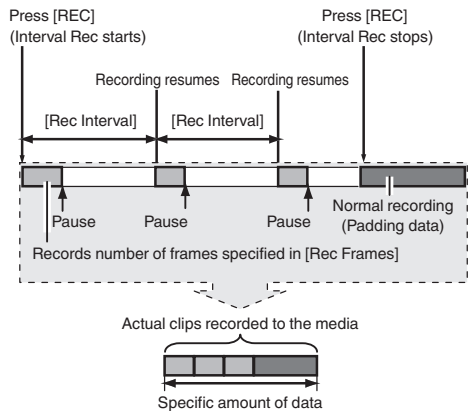 Press [REC]
(Interval Rec starts)
Press [REC]
(Interval Rec stops)
Recording resumes
Recording resumes
[Rec Interval]
[Rec Interval]
Pause
Pause
Pause
Normal recording
(Padding data)
Records number of frames specified in [Rec Frames]
Actual clips recorded to the media
Specific amount of data